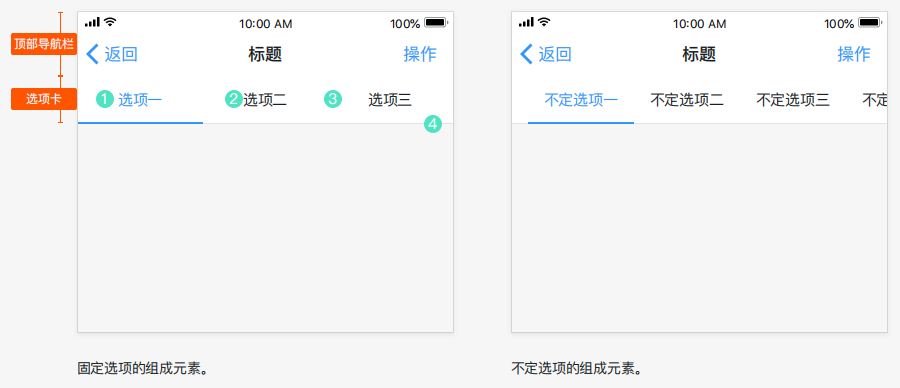 10:00 AM
100%
顶部导航栏
返回
标题
操作
选项卡
1
选项一
2
选项二
3
选项三
4
固定选项的组成元素。
10:00 AM
100%
返回
标题
操作
不定选项一
不定选项二
不定选项三
不定
不定选项的组成元素。